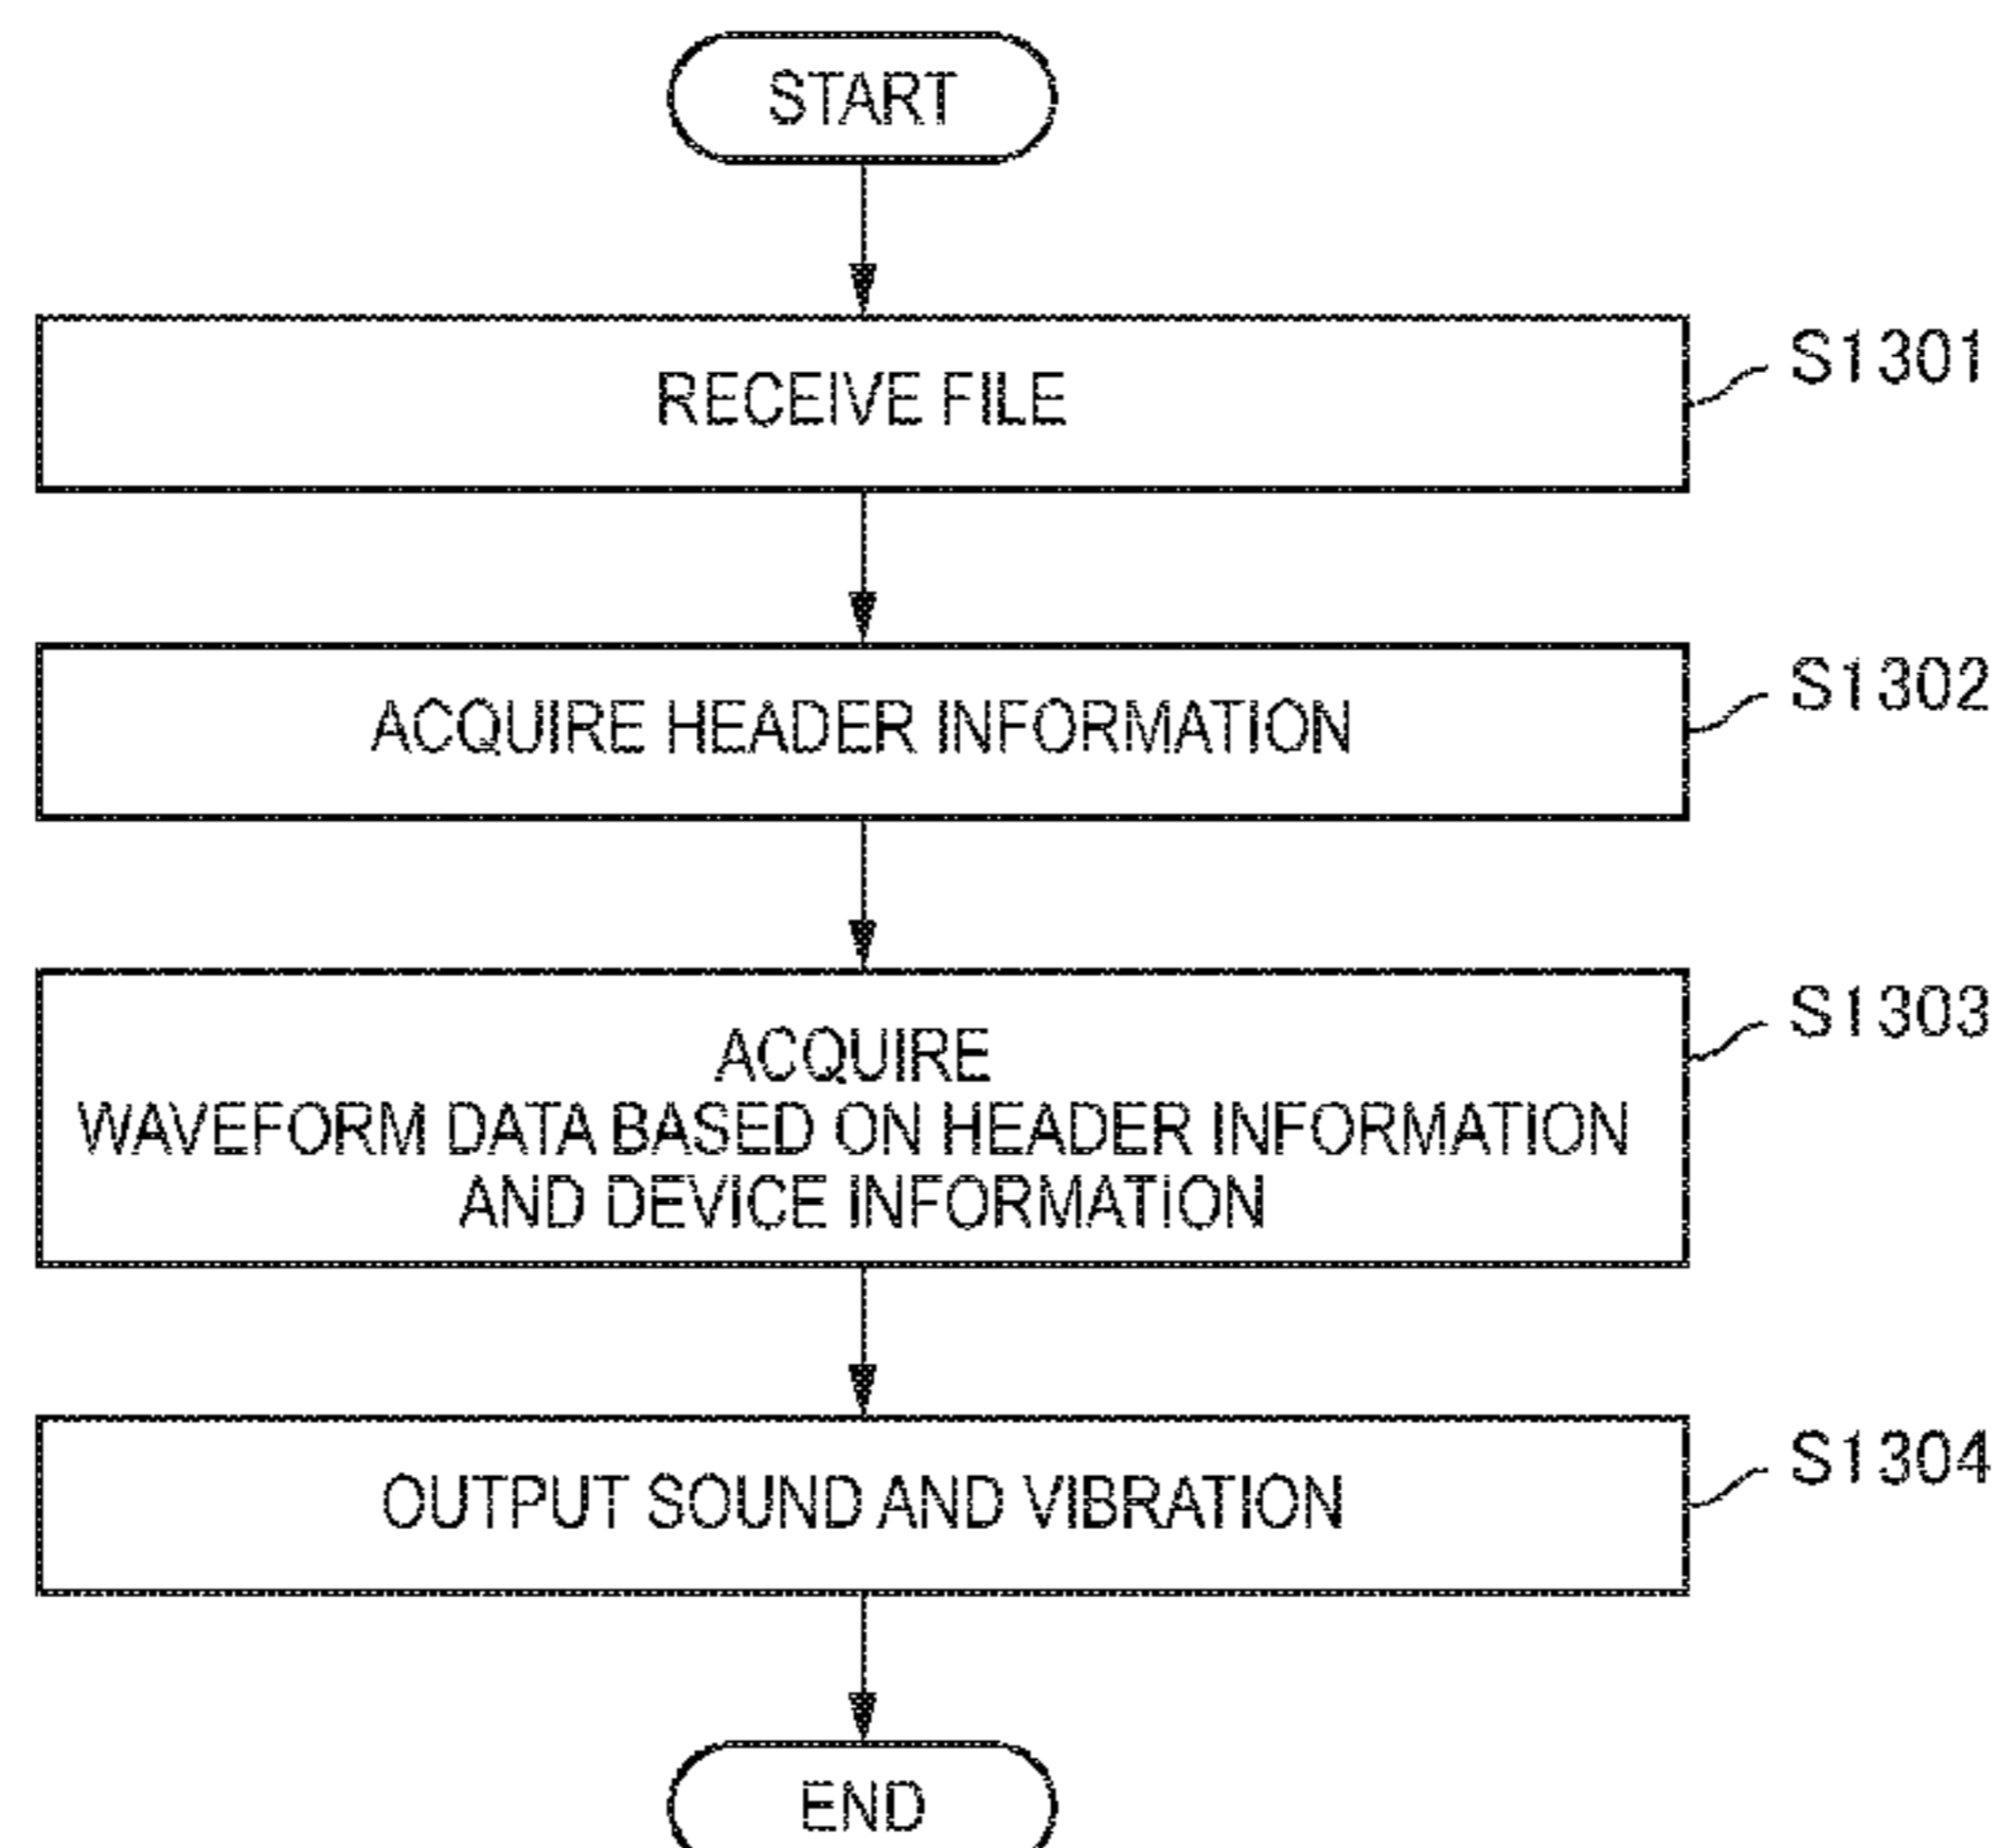 START
RECEIVE FILE
S1301
ACQUIRE HEADER INFORMATION
S1302
ACQUIRE
WAVEFORM DATA BASED ON HEADER INFORMATION
AND DEVICE INFORMATION
S1303
OUTPUT SOUND AND VIBRATION
S1304
END